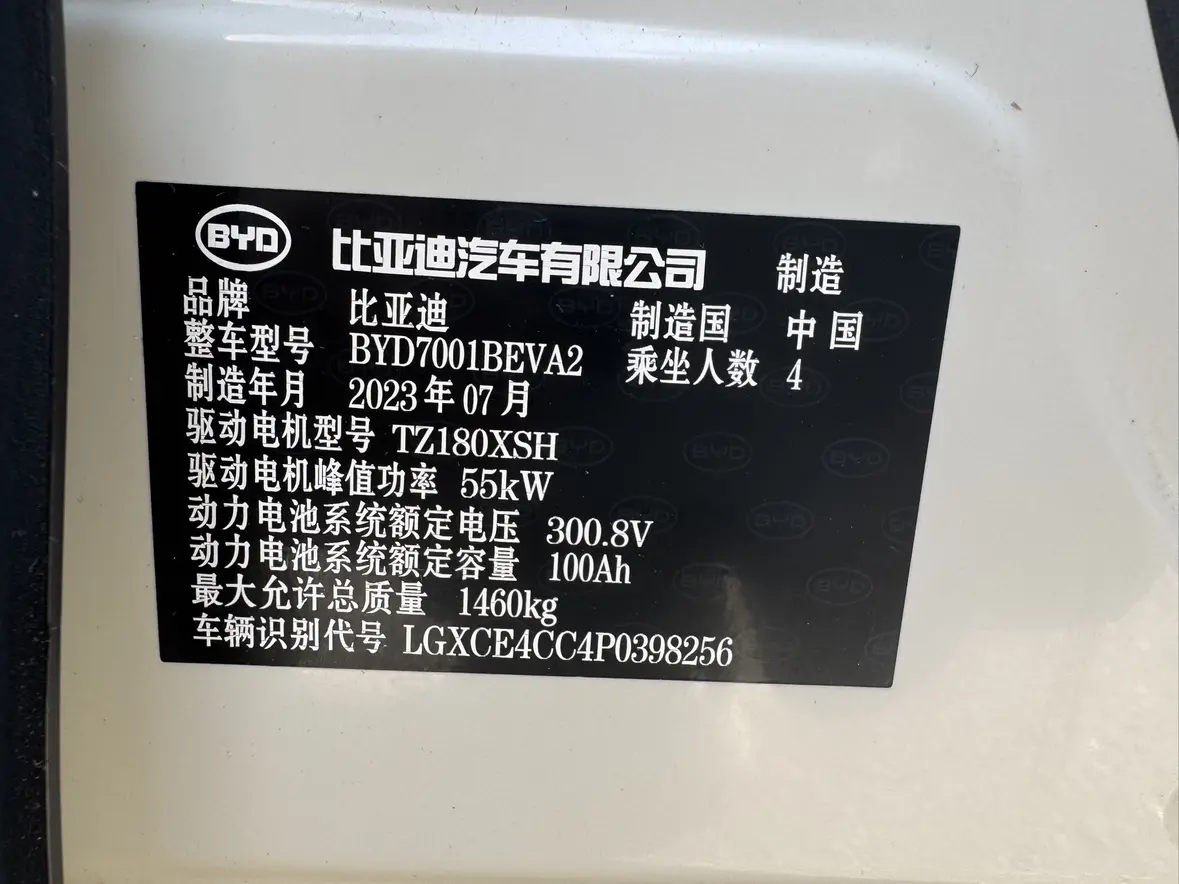 BYD 比亚迪汽车有限公司 制造
品牌 比亚迪 制造国 中国
整车型号 BYD7001BEVA2 乘坐人数 4
制造年月 2023年07月
驱动电机型号 TZ180XSH
驱动电机峰值功率 55kW
动力电池系统额定电压 300.8V
动力电池系统额定容量 100Ah
最大允许总质量 1460kg
车辆识别代号 LGXCE4CC4P0398256